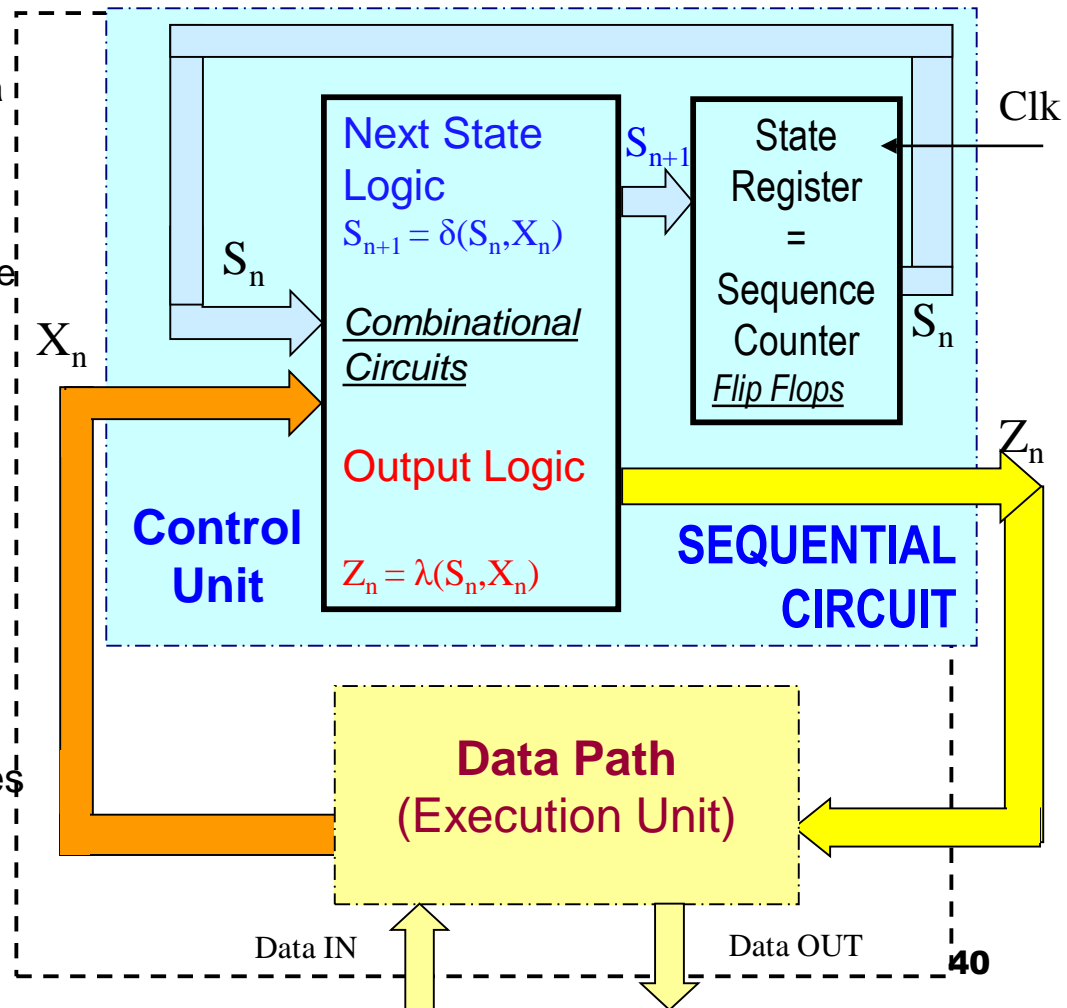 Next State
Logic
Sₙ₊₁ = δ(Sₙ,Xₙ)
Combinational
Circuits
Output Logic
Zₙ = λ(Sₙ,Xₙ)
Sₙ₊₁
State
Register
=
Sequence
Counter
Flip Flops
Clk
Sₙ
Sₙ
Xₙ
Zₙ
Control
Unit
SEQUENTIAL
CIRCUIT
Data Path
(Execution Unit)
Data IN
Data OUT
40